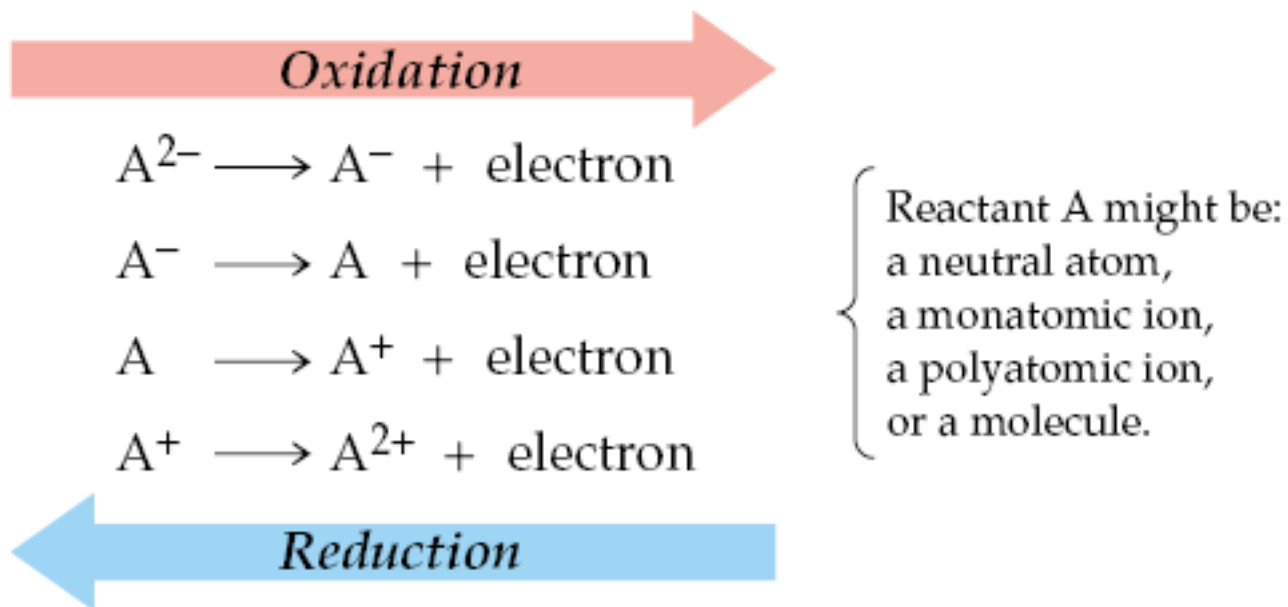 Oxidation
A²⁻ ⟶ A⁻ + electron
A⁻ ⟶ A + electron
A ⟶ A⁺ + electron
A⁺ ⟶ A²⁺ + electron
Reduction
Reactant A might be:
a neutral atom,
a monatomic ion,
a polyatomic ion,
or a molecule.